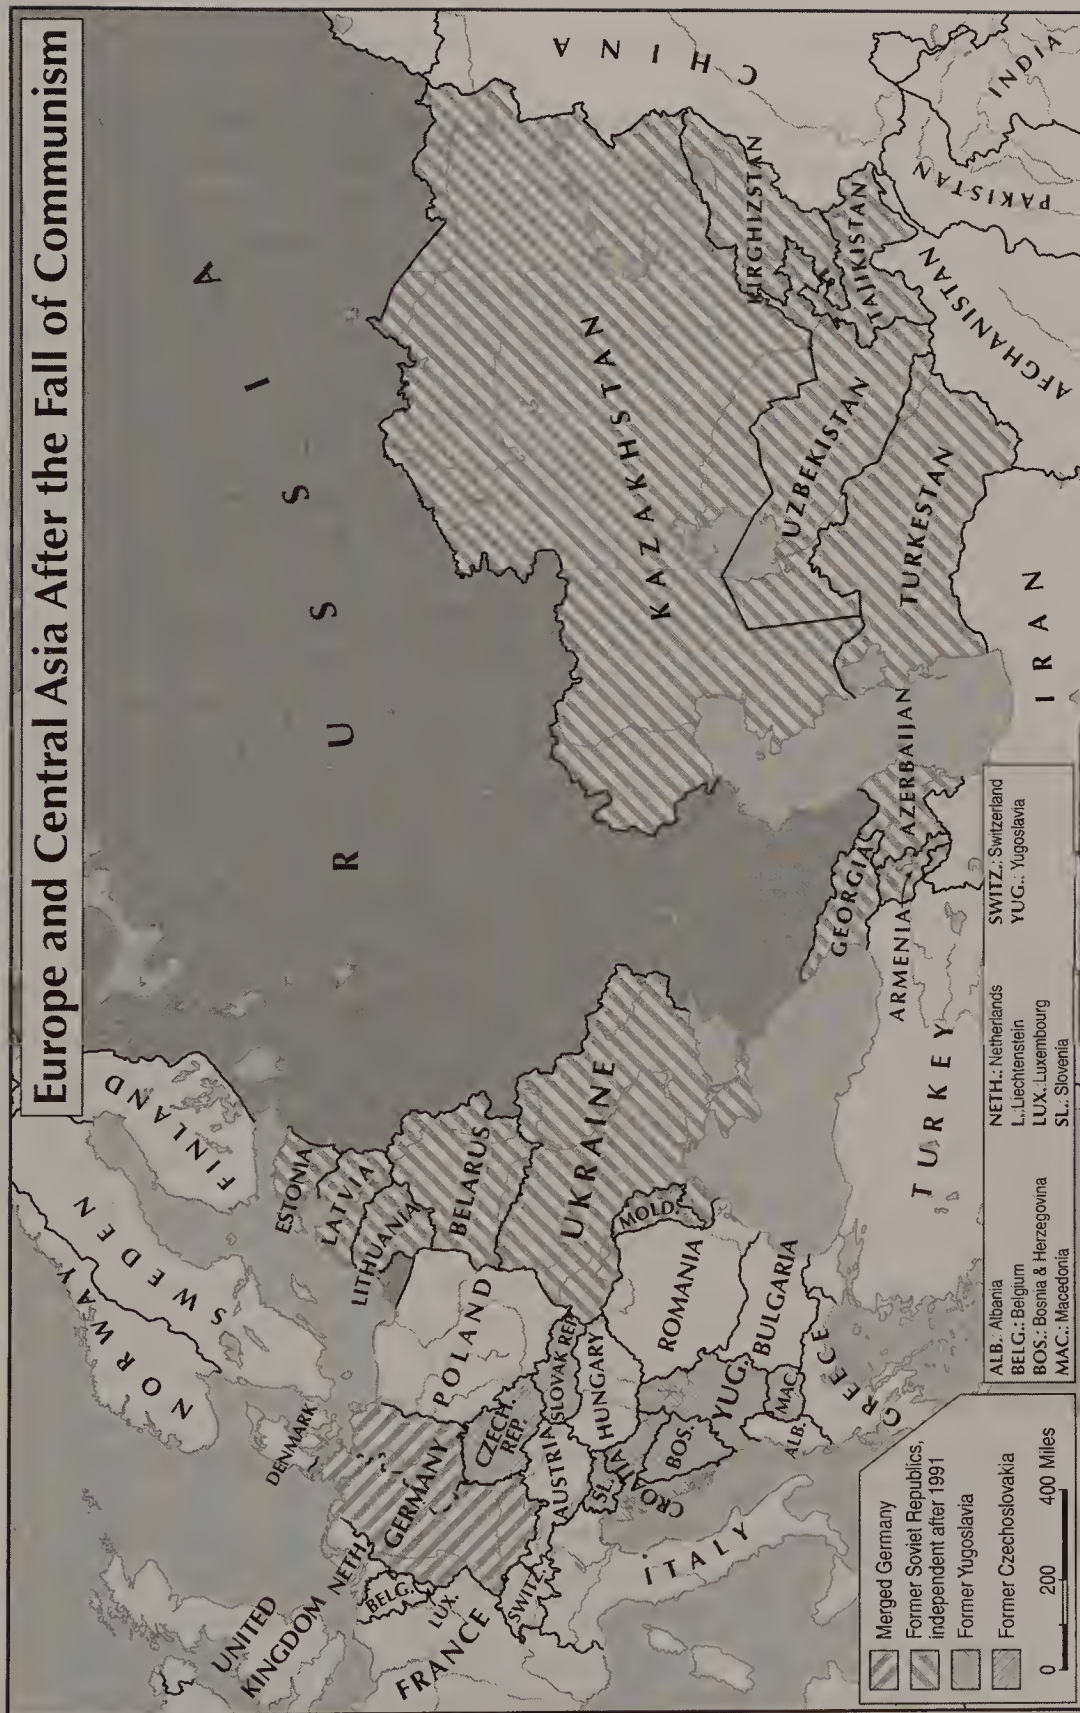 Europe and Central Asia After the Fall of Communism
NORWAY
SWEDEN
FINLAND
RUSSIA
UNITED
KINGDOM
DENMARK
ESTONIA
LATVIA
LITHUANIA
NETH.
BELG.
LUX.
GERMANY
POLAND
BELARUS
FRANCE
SWITZ.
CZECH.
REP.
SLOVAK REP.
AUSTRIA
HUNGARY
UKRAINE
MOLD.
ROMANIA
SL.
CROATIA
BOS.
YUG.
BULGARIA
MAC.
ALB.
GREECE
ITALY
TURKEY
GEORGIA
ARMENIA
AZERBAIJAN
KAZAKHSTAN
UZBEKISTAN
TURKESTAN
KIRGHIZSTAN
TAJIKISTAN
CHINA
IRAN
AFGHANISTAN
PAKISTAN
INDIA
Merged Germany
Former Soviet Republics,
independent after 1991
Former Yugoslavia
Former Czechoslovakia
0 200 400 Miles
ALB.: Albania
BELG.: Belgium
BOS.: Bosnia & Herzegovina
MAC.: Macedonia
NETH.: Netherlands
L.: Liechtenstein
LUX.: Luxembourg
SL.: Slovenia
SWITZ.: Switzerland
YUG.: Yugoslavia